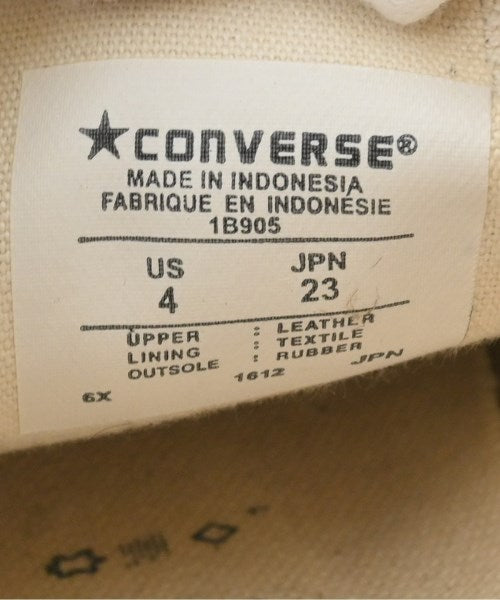 ★CONVERSE®
MADE IN INDONESIA
FABRIQUE EN INDONÉSIE
1B905
US JPN
4 23
UPPER : LEATHER
LINING : TEXTILE
OUTSOLE : RUBBER
6X 1612 JPN